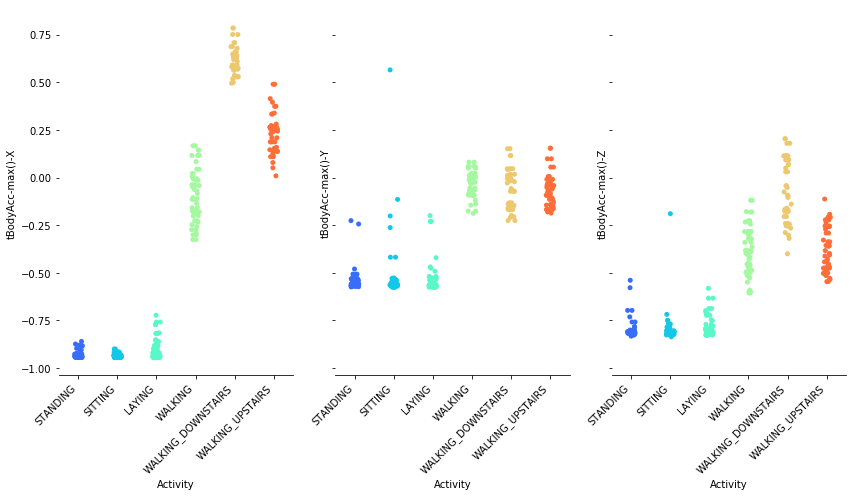 tBodyAcc-max()-X
0.75
0.50
0.25
0.00
−0.25
−0.50
−0.75
−1.00
STANDING
SITTING
LAYING
WALKING
WALKING_DOWNSTAIRS
WALKING_UPSTAIRS
Activity
tBodyAcc-max()-Y
STANDING
SITTING
LAYING
WALKING
WALKING_DOWNSTAIRS
WALKING_UPSTAIRS
Activity
tBodyAcc-max()-Z
STANDING
SITTING
LAYING
WALKING
WALKING_DOWNSTAIRS
WALKING_UPSTAIRS
Activity